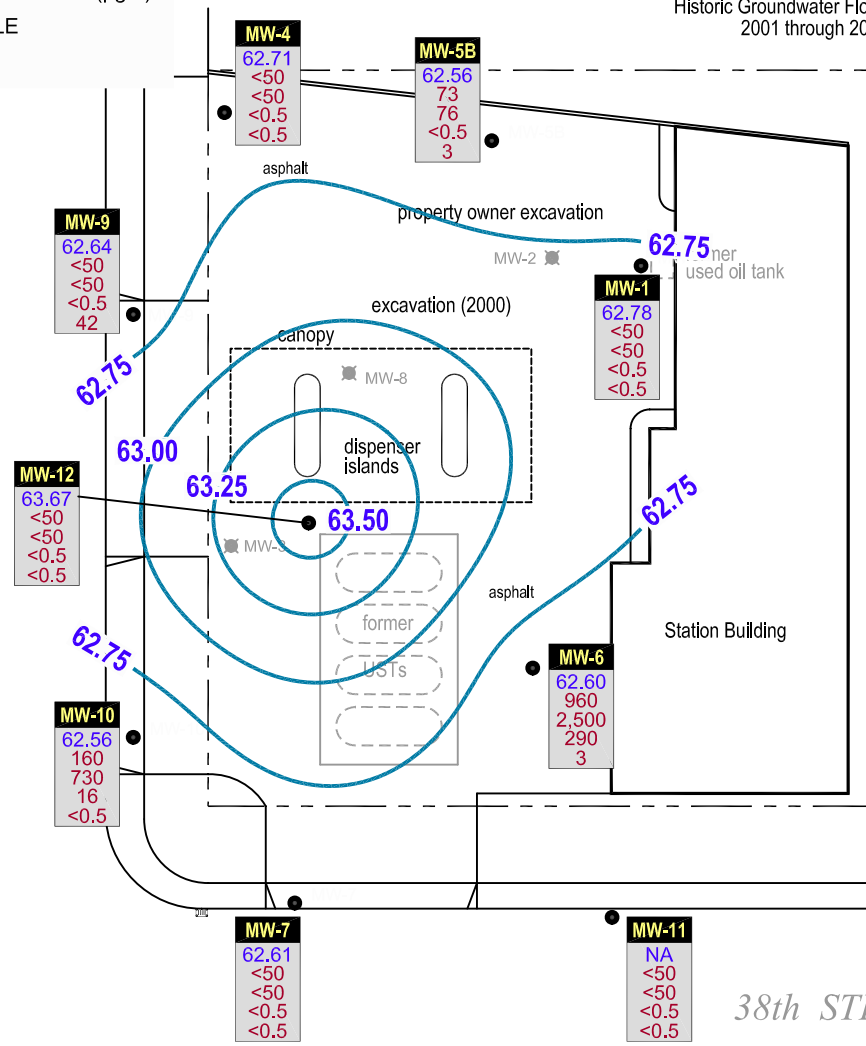 LE
Historic Groundwater Flo
2001 through 20
MW-4
62.71
<50
<50
<0.5
<0.5
MW-5B
62.56
73
76
<0.5
3
asphalt
property owner excavation
MW-9
62.64
<50
<50
<0.5
42
MW-2
62.75
mer
used oil tank
MW-1
62.78
<50
<50
<0.5
<0.5
excavation (2000)
canopy
62.75
MW-8
63.00
dispenser
islands
MW-12
63.67
<50
<50
<0.5
<0.5
63.25
63.50
62.75
MW-3
asphalt
former
USTs
Station Building
62.75
MW-6
62.60
960
2,500
290
3
MW-10
62.56
160
730
16
<0.5
MW-7
62.61
<50
<50
<0.5
<0.5
MW-11
NA
<50
<50
<0.5
<0.5
38th ST